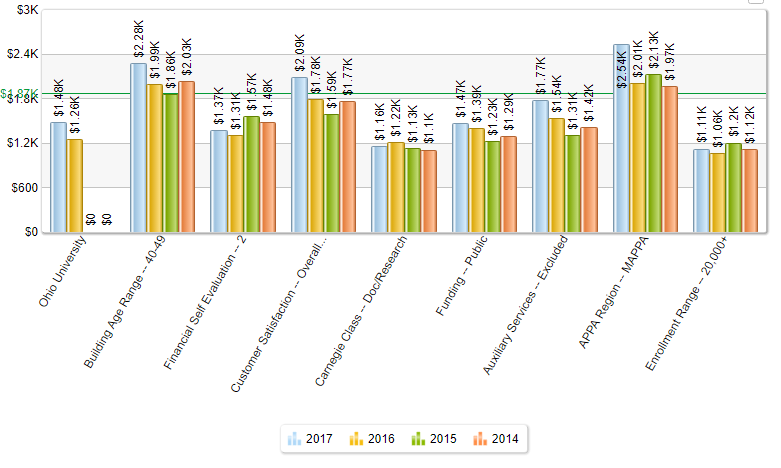 $3K
$2.4K
$1.8K
$1.2K
$600
$0
$1.87K
$1.48K $1.26K $0 $0
$2.28K $1.99K $1.86K $2.03K
$1.37K $1.31K $1.57K $1.48K
$2.09K $1.78K $1.59K $1.77K
$1.16K $1.22K $1.13K $1.1K
$1.47K $1.39K $1.23K $1.29K
$1.77K $1.54K $1.31K $1.42K
$2.54K $2.01K $2.13K $1.97K
$1.11K $1.06K $1.2K $1.12K
Ohio University
Building Age Range -- 40-49
Financial Self Evaluation -- 2
Customer Satisfaction -- Overall...
Carnegie Class -- Doc/Research
Funding -- Public
Auxiliary Services -- Excluded
APPA Region -- MAPPA
Enrollment Range -- 20,000+
2017 2016 2015 2014